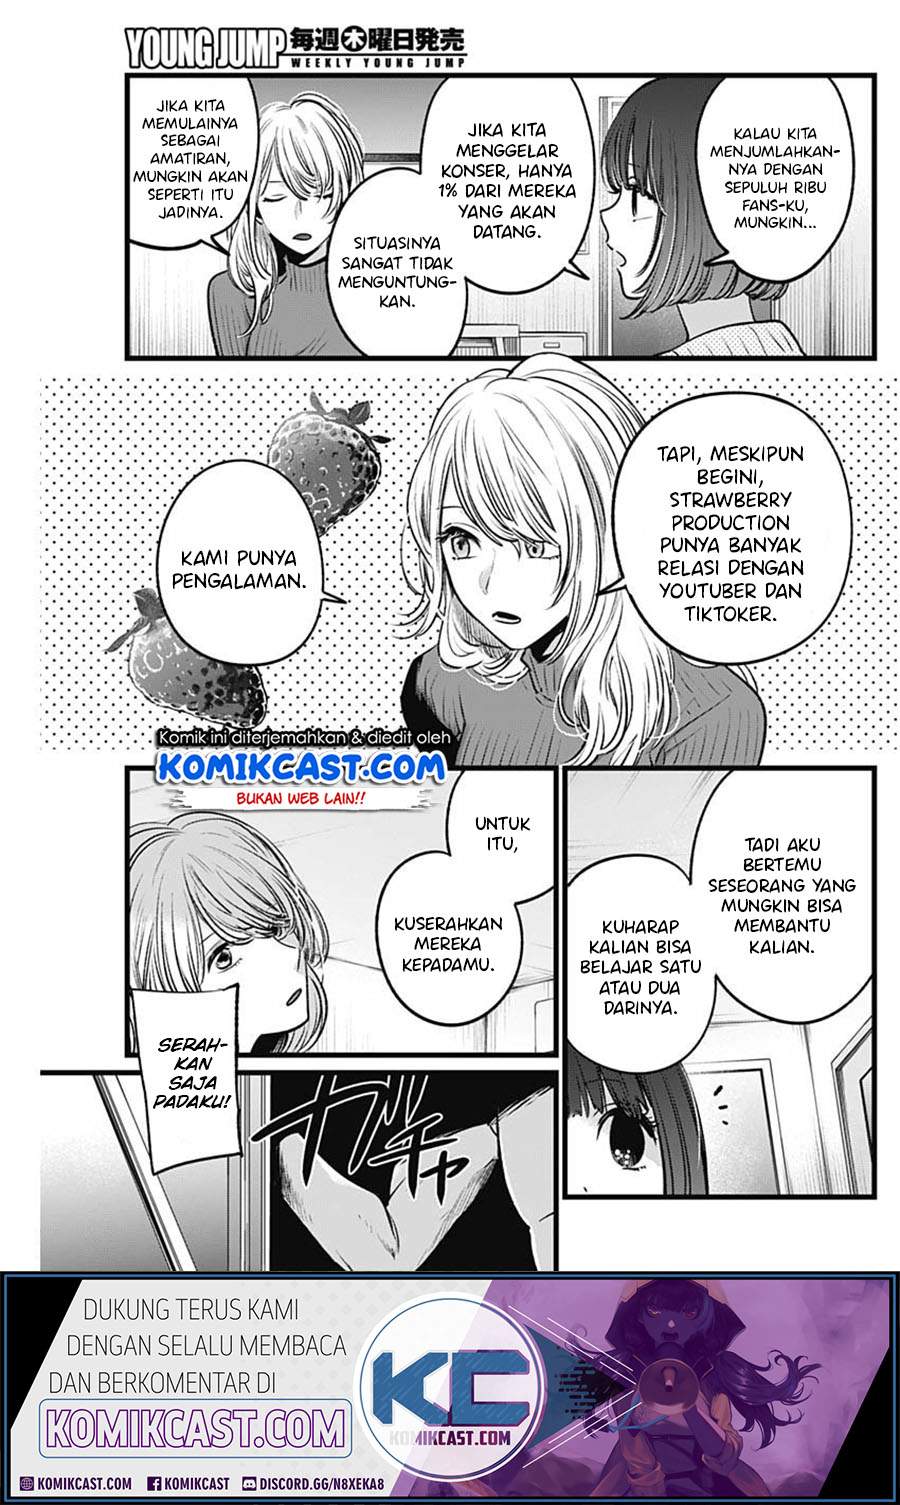 YOUNG JUMP 毎週木曜日発売
WEEKLY YOUNG JUMP
KALAU KITA
MENJUMLAHKAN-
NYA DENGAN
SEPULUH RIBU
FANS-KU,
MUNGKIN...
JIKA KITA
MENGGELAR
KONSER, HANYA
1% DARI MEREKA
YANG AKAN
DATANG.
SITUASINYA
SANGAT TIDAK
MENGUNTUNG-
KAN.
JIKA KITA
MEMULAINYA
SEBAGAI
AMATIRAN,
MUNGKIN AKAN
SEPERTI ITU
JADINYA.
TAPI, MESKIPUN
BEGINI,
STRAWBERRY
PRODUCTION
PUNYA BANYAK
RELASI DENGAN
YOUTUBER DAN
TIKTOKER.
KAMI PUNYA
PENGALAMAN.
Komik ini diterjemahkan & diedit oleh
KOMIKCAST.COM
BUKAN WEB LAIN!!
TADI AKU
BERTEMU
SESEORANG YANG
MUNGKIN BISA
MEMBANTU
KALIAN.
KUHARAP
KALIAN BISA
BELAJAR SATU
ATAU DUA
DARINYA.
UNTUK
ITU,
KUSERAHKAN
MEREKA
KEPADAMU.
SERAH-
KAN
SAJA
PADAKU!
ガチャ
DUKUNG TERUS KAMI
DENGAN SELALU MEMBACA
DAN BERKOMENTAR DI
KOMIKCAST.COM
KC
KOMIKCAST.COM
KOMIKCAST.COM KOMIKCAST DISCORD.GG/N8XEKA8